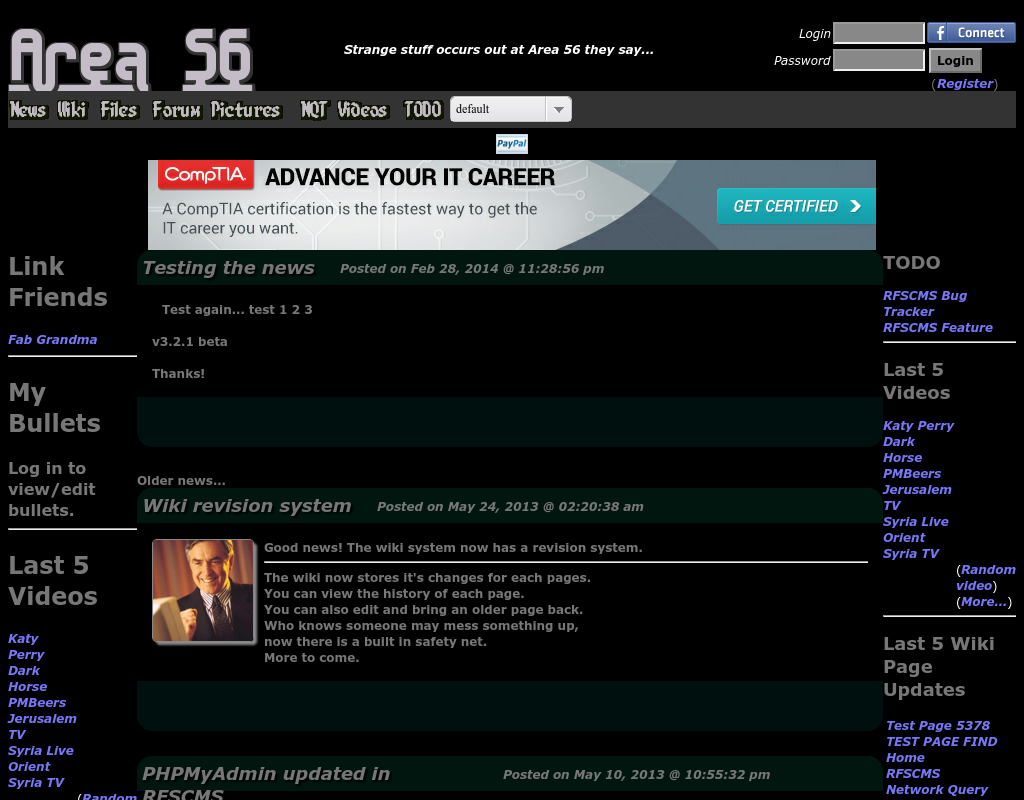 Area 56
Strange stuff occurs out at Area 56 they say...
Login
f Connect
Password
Login
(Register)
News Wiki Files Forum Pictures NQT Videos TODO default
PayPal
CompTIA. ADVANCE YOUR IT CAREER
A CompTIA certification is the fastest way to get the
IT career you want.
GET CERTIFIED
Link
Friends
Fab Grandma
My
Bullets
Log in to
view/edit
bullets.
Last 5
Videos
Katy
Perry
Dark
Horse
PMBeers
Jerusalem
TV
Syria Live
Orient
Syria TV
(Random
Testing the news Posted on Feb 28, 2014 @ 11:28:56 pm
Test again... test 1 2 3
v3.2.1 beta
Thanks!
Older news...
Wiki revision system Posted on May 24, 2013 @ 02:20:38 am
Good news! The wiki system now has a revision system.
The wiki now stores it's changes for each pages.
You can view the history of each page.
You can also edit and bring an older page back.
Who knows someone may mess something up,
now there is a built in safety net.
More to come.
PHPMyAdmin updated in Posted on May 10, 2013 @ 10:55:32 pm
RFSCMS
TODO
RFSCMS Bug
Tracker
RFSCMS Feature
Last 5
Videos
Katy Perry
Dark
Horse
PMBeers
Jerusalem
TV
Syria Live
Orient
Syria TV
(Random
video)
(More...)
Last 5 Wiki
Page
Updates
Test Page 5378
TEST PAGE FIND
Home
RFSCMS
Network Query